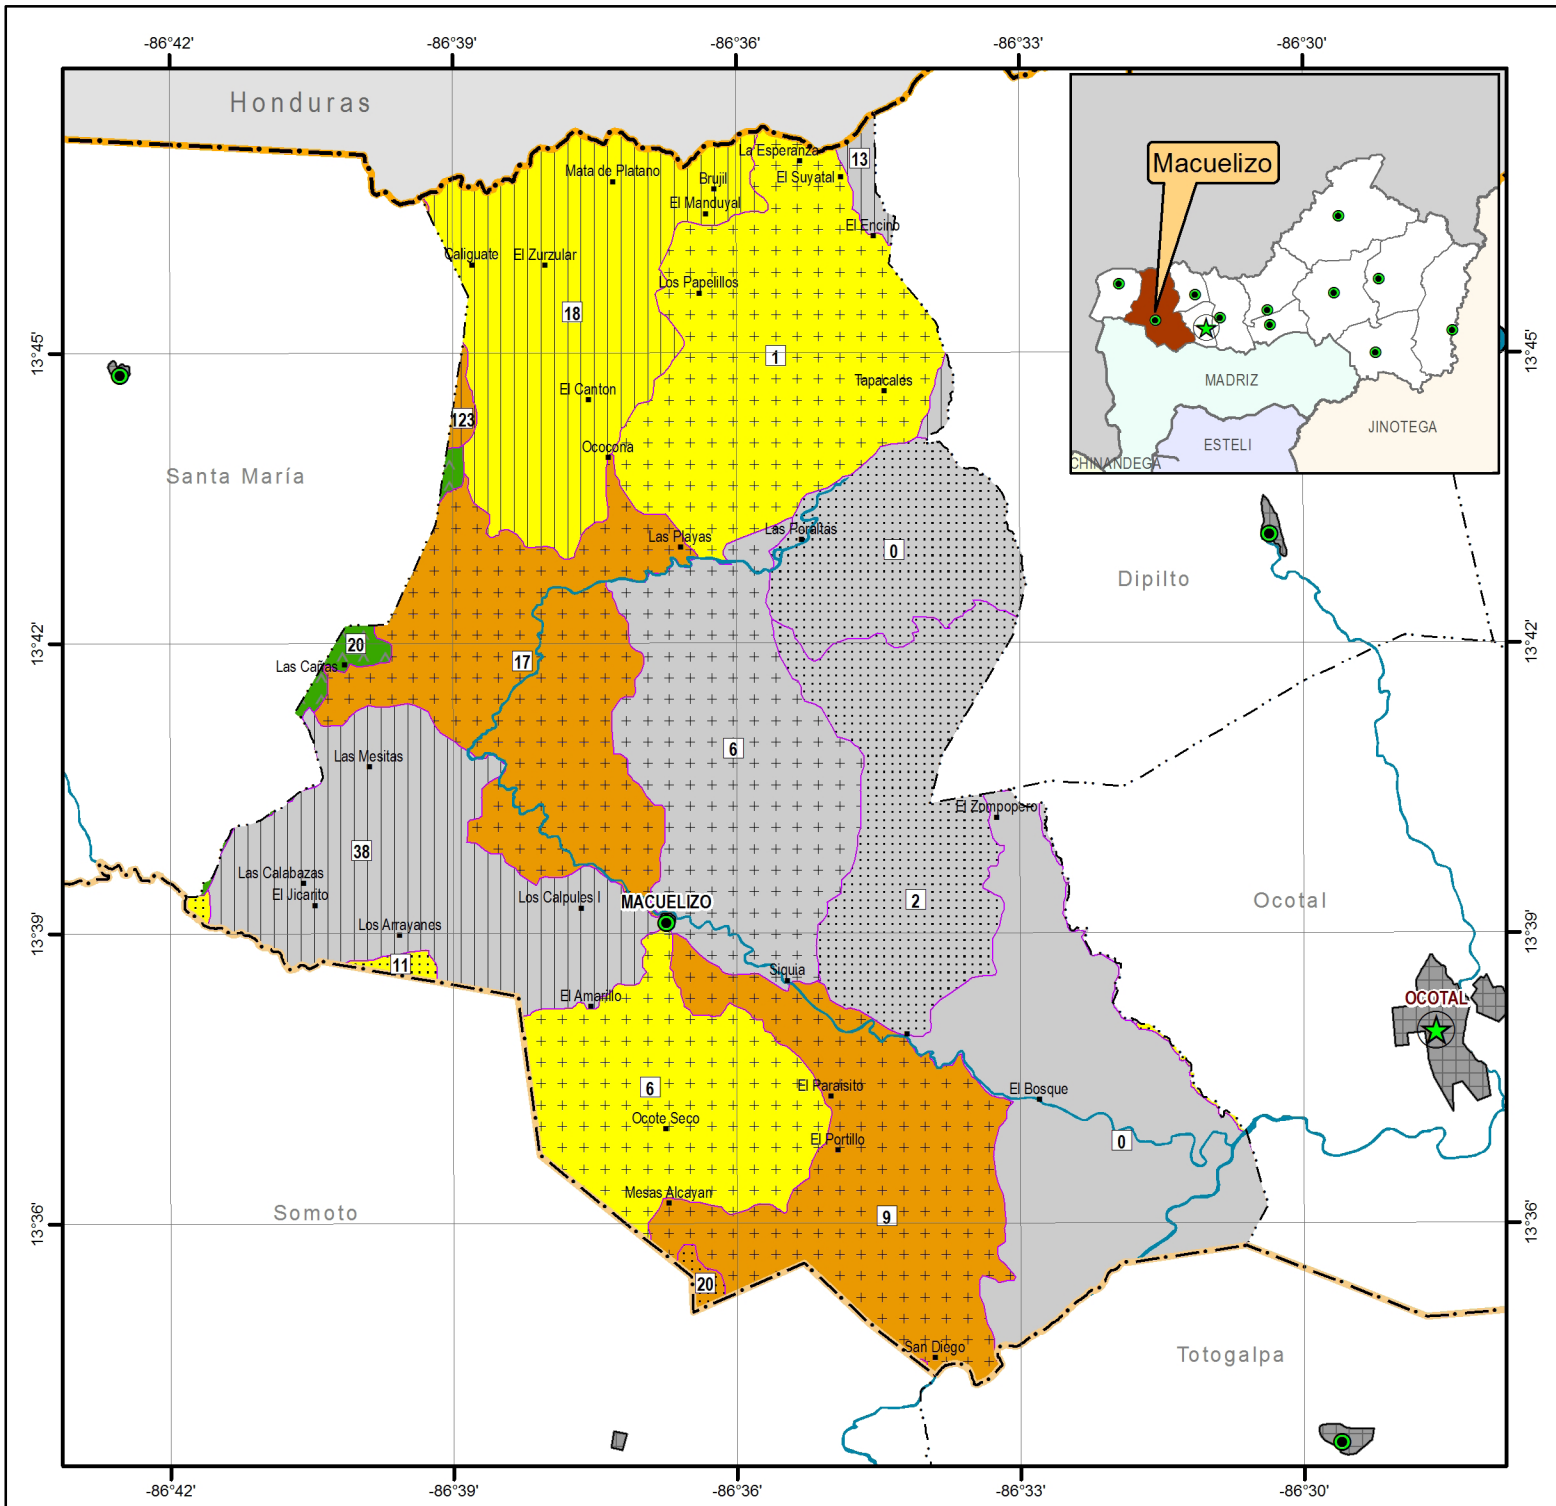 -86°42'
-86°39'
-86°36'
-86°33'
-86°30'
Honduras
La Esperanza
13
Mata de Platano
Brujil
El Suyatal
El Manduyal
El Encino
Caliguate
El Zurzular
Los Papelillos
18
1
13°45'
13°45'
El Canton
Tapacales
123
Ococona
Santa María
Las Playas
Las Poraltas
0
Dipilto
13°42'
13°42'
20
Las Cañas
17
6
Las Mesitas
El Zompopero
38
Las Calabazas
El Jicarito
Los Calpules I
MACUELIZO
2
Ocotal
Los Arrayanes
13°39'
13°39'
11
Siquia
El Amarillo
OCOTAL
6
El Paraisito
El Bosque
Ocote Seco
El Portillo
0
Mesas Alcayan
Somoto
9
13°36'
13°36'
20
San Diego
Totogalpa
Macuelizo
MADRIZ
ESTELI
JINOTEGA
CHINANDEGA
-86°42'
-86°39'
-86°36'
-86°33'
-86°30'